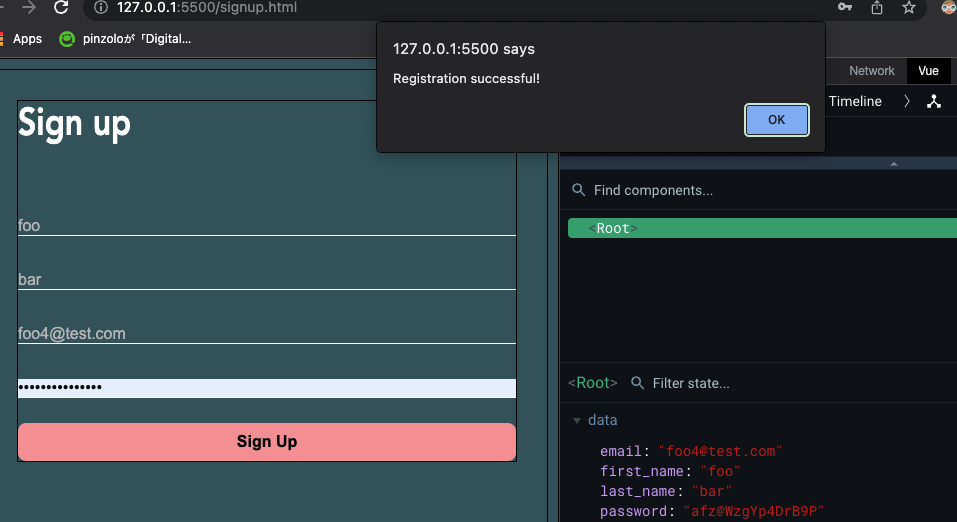 127.0.0.1:5500/signup.html
Apps
pinzoloが「Digital...
127.0.0.1:5500 says
Registration successful!
OK
Network
Vue
Timeline
Sign up
Find components...
<Root>
foo
bar
foo4@test.com
•••••••••••••••
Sign Up
<Root>
Filter state...
data
email: "foo4@test.com"
first_name: "foo"
last_name: "bar"
password: "afz@WzgYp4DrB9P"